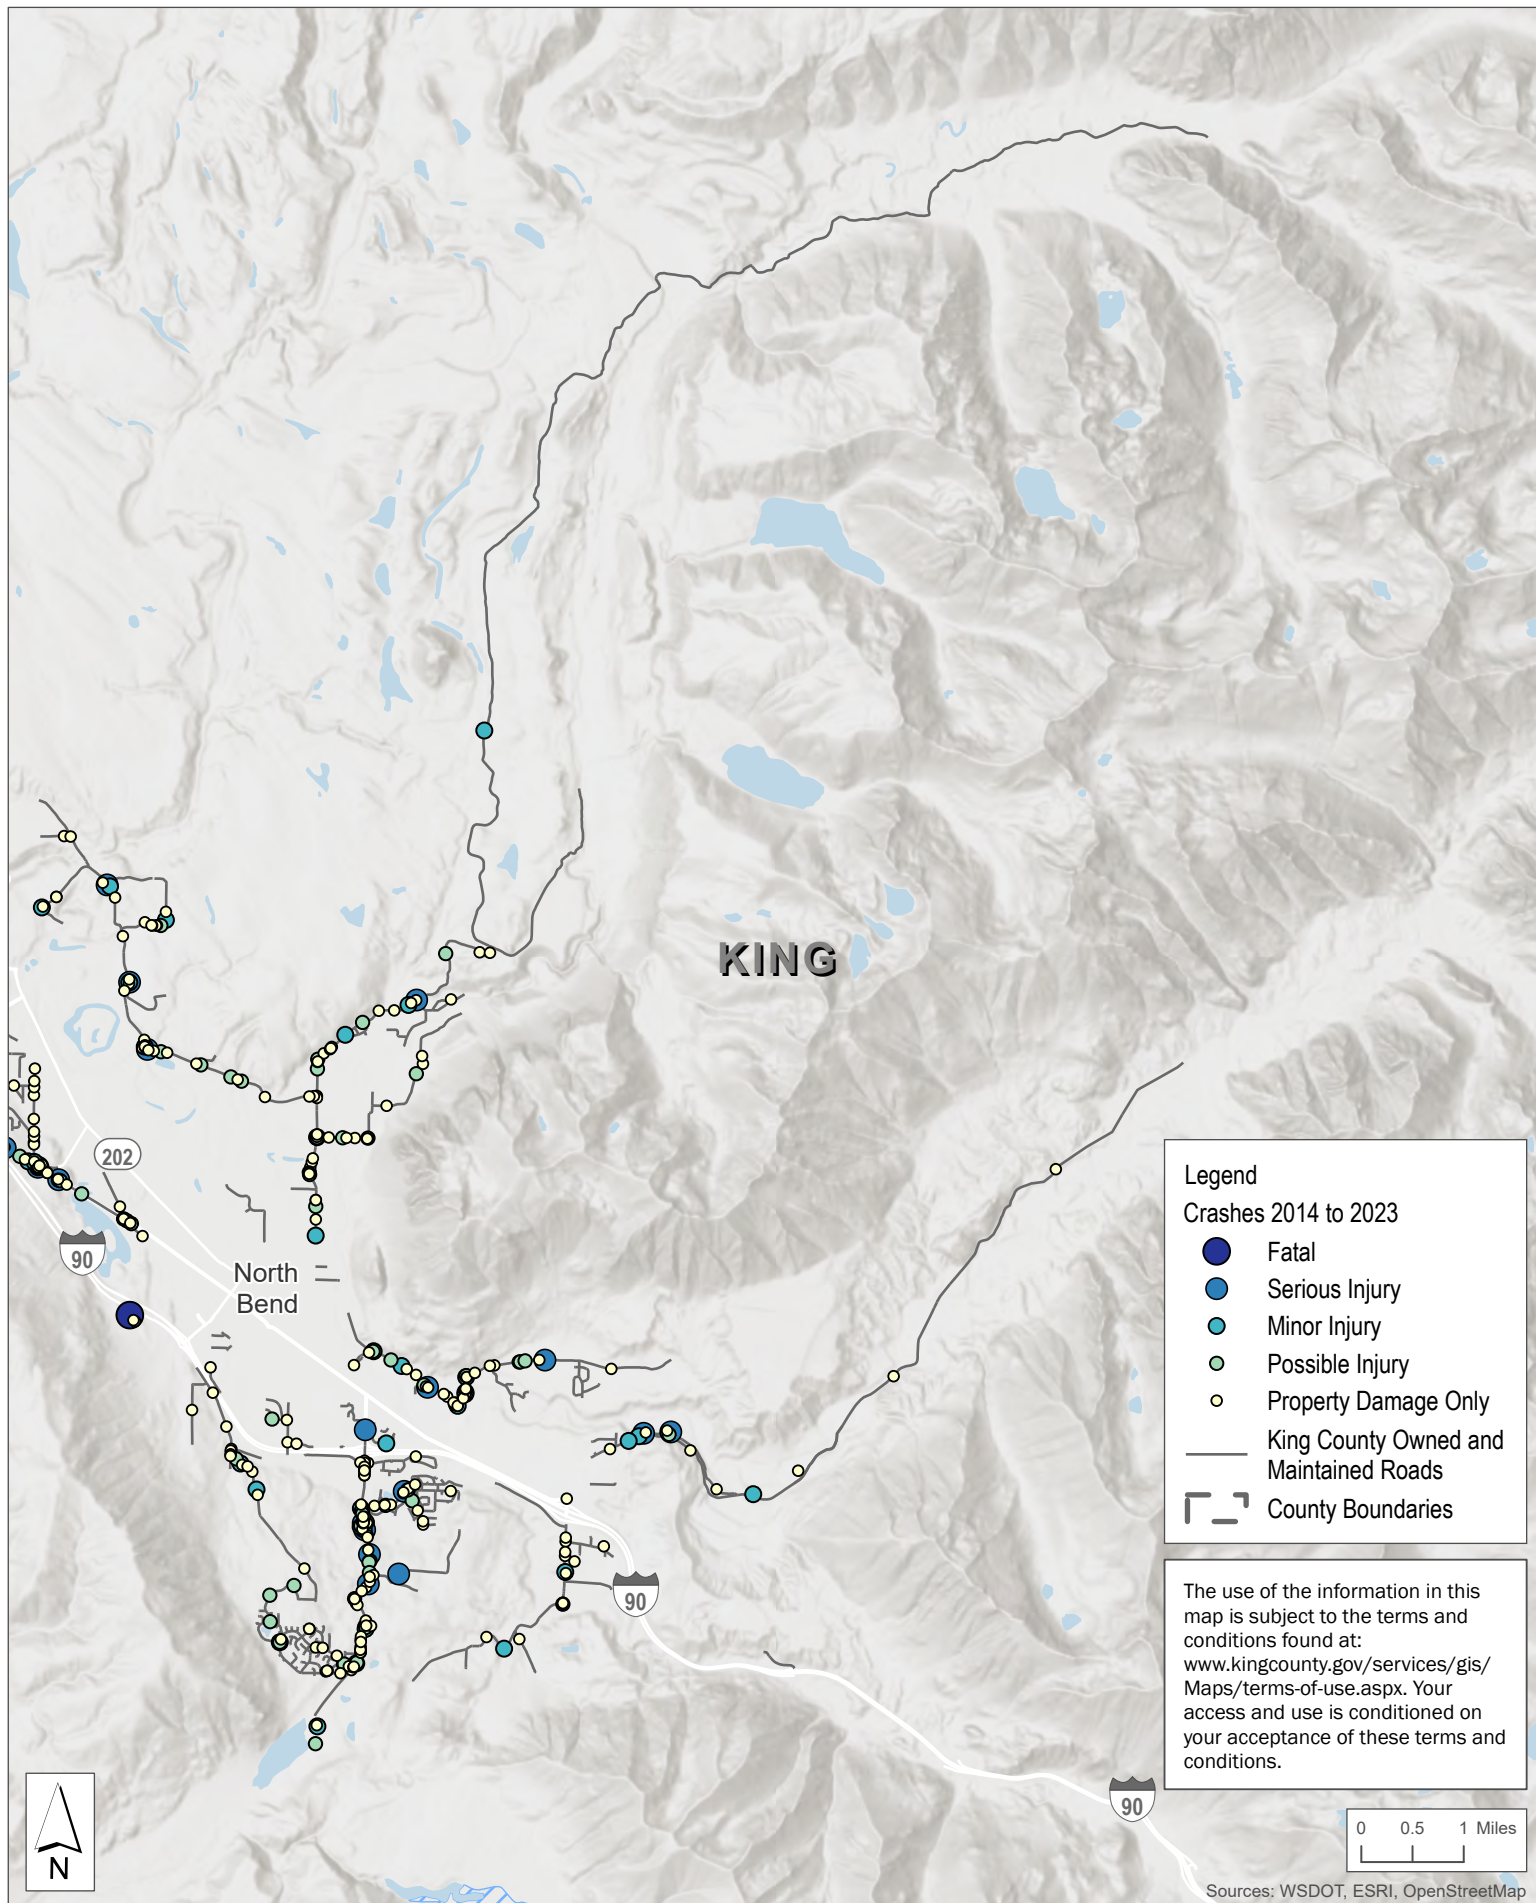 KING
202
90
North
Bend
90
90
Legend
Crashes 2014 to 2023
Fatal
Serious Injury
Minor Injury
Possible Injury
Property Damage Only
King County Owned and
Maintained Roads
County Boundaries
The use of the information in this
map is subject to the terms and
conditions found at:
www.kingcounty.gov/services/gis/
Maps/terms-of-use.aspx. Your
access and use is conditioned on
your acceptance of these terms and
conditions.
N
0 0.5 1 Miles
Sources: WSDOT, ESRI, OpenStreetMap